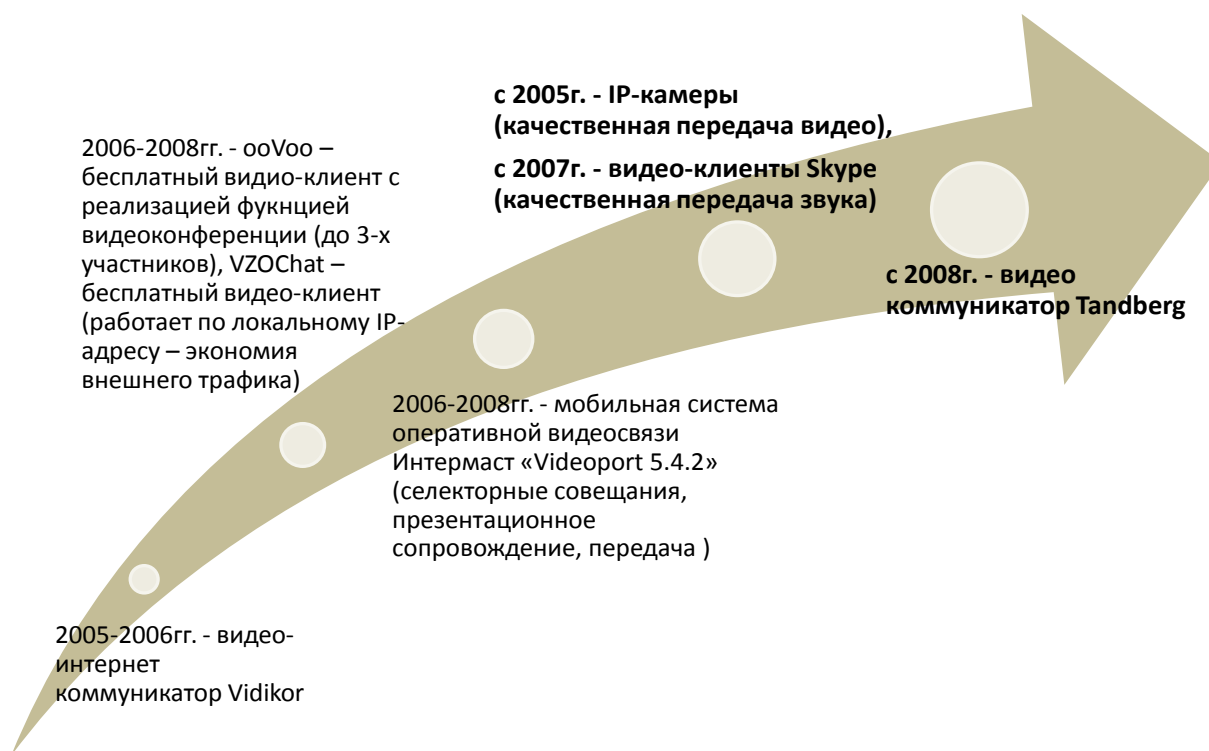 с 2005г. - IP-камеры
(качественная передача видео),
с 2007г. - видео-клиенты Skype
(качественная передача звука)
2006-2008гг. - ooVoo –
бесплатный видио-клиент с
реализацией фукнцией
видеоконференции (до 3-х
участников), VZOChat –
бесплатный видео-клиент
(работает по локальному IP-
адресу – экономия
внешнего трафика)
с 2008г. - видео
коммуникатор Tandberg
2006-2008гг. - мобильная система
оперативной видеосвязи
Интермаст «Videoport 5.4.2»
(селекторные совещания,
презентационное
сопровождение, передача )
2005-2006гг. - видео-
интернет
коммуникатор Vidikor